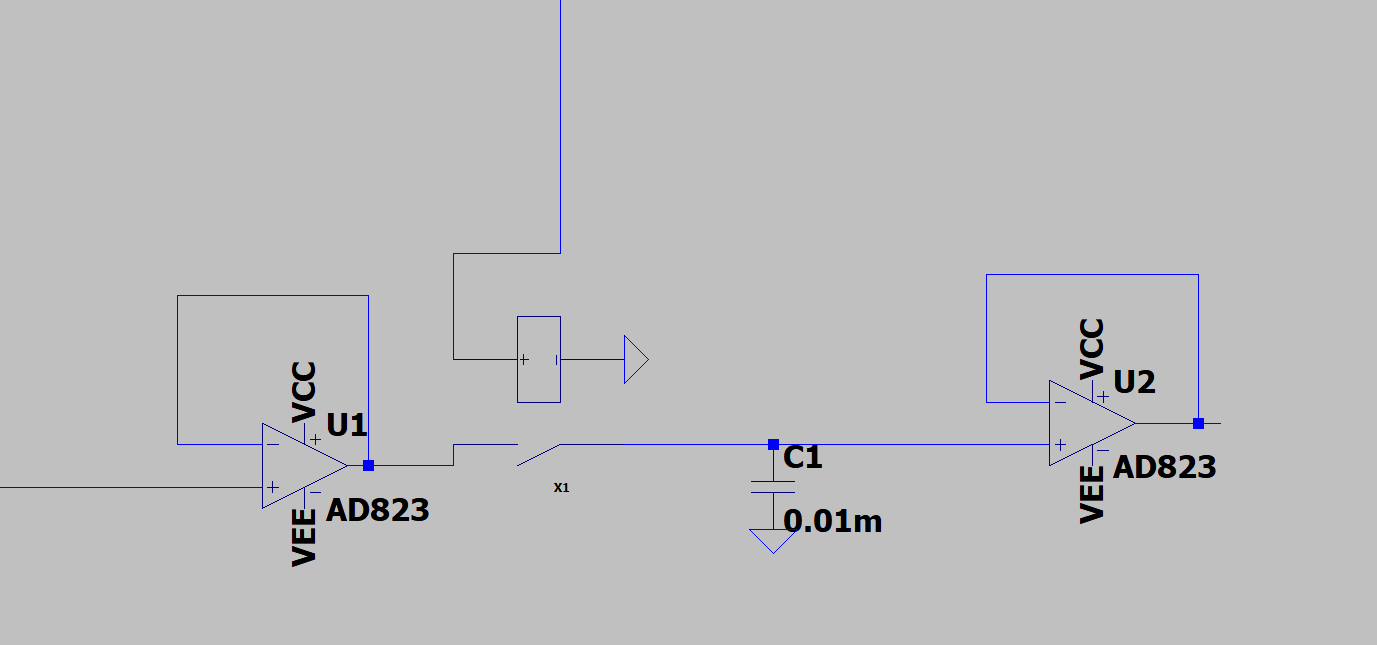 VCC
U1
AD823
VEE
X1
C1
0.01m
VCC
U2
AD823
VEE